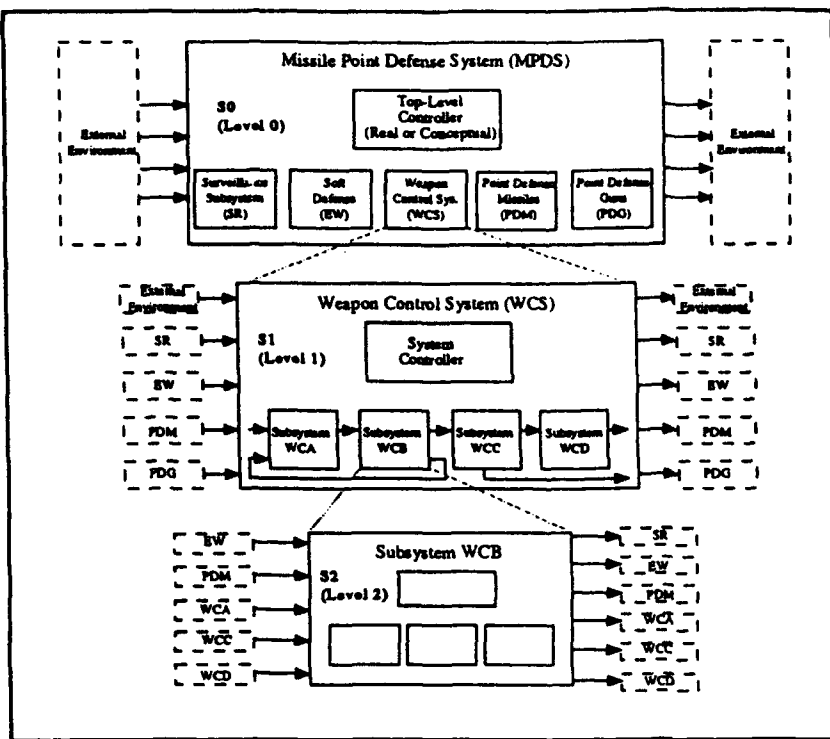 Missile Point Defense System (MPDS)
S0
(Level 0)
Top-Level
Controller
(Real or Conceptual)
External
Environment
External
Environment
Surveillance
Subsystem
(SR)
Soft
Defense
(EW)
Weapon
Control Sys.
(WCS)
Point Defense
Missiles
(PDM)
Point Defense
Guns
(PDG)
Weapon Control System (WCS)
S1
(Level 1)
System
Controller
External
Environment
SR
EW
PDM
PDG
External
Environment
SR
EW
PDM
PDG
Subsystem
WCA
Subsystem
WCB
Subsystem
WCC
Subsystem
WCD
Subsystem WCB
S2
(Level 2)
EW
PDM
WCA
WCC
WCD
SR
EW
PDM
WCA
WCC
WCD